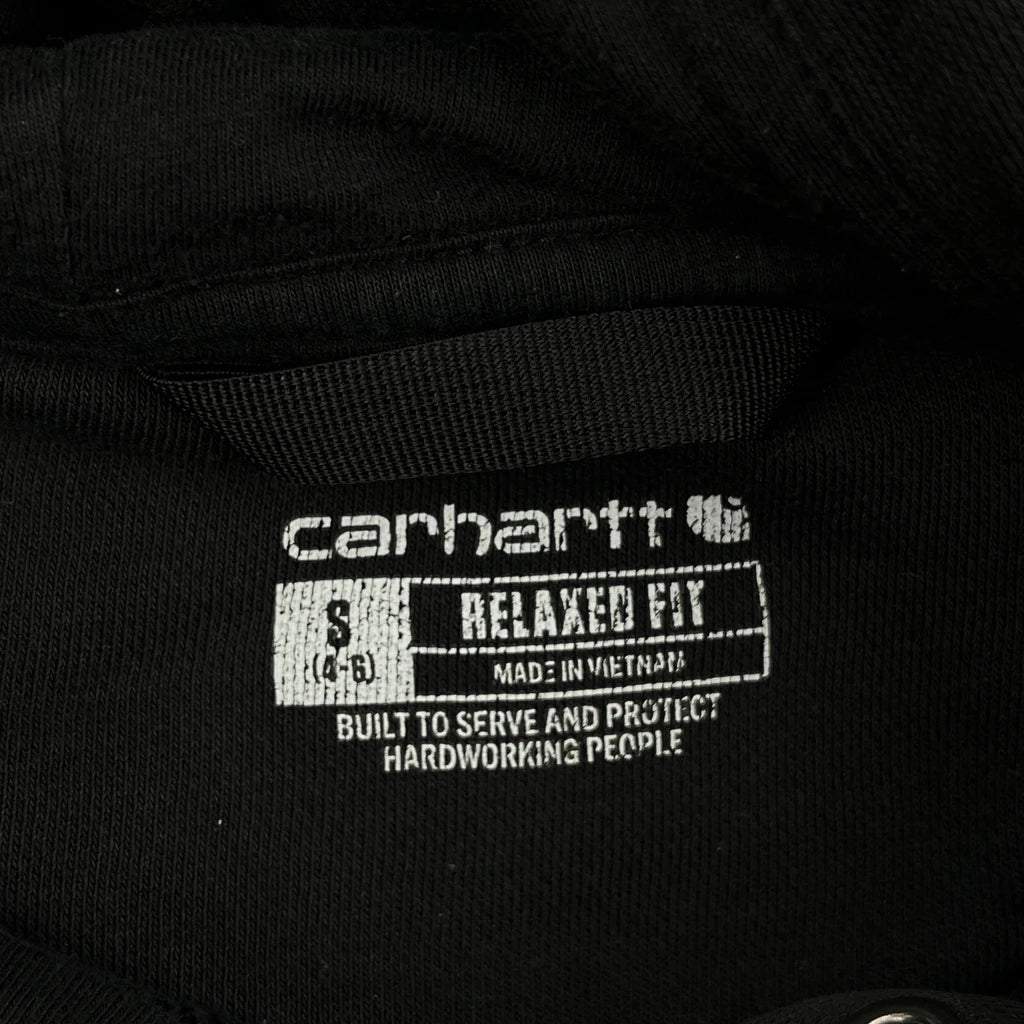 carhartt
S
(4-6)
RELAXED FIT
MADE IN VIETNAM
BUILT TO SERVE AND PROTECT
HARDWORKING PEOPLE